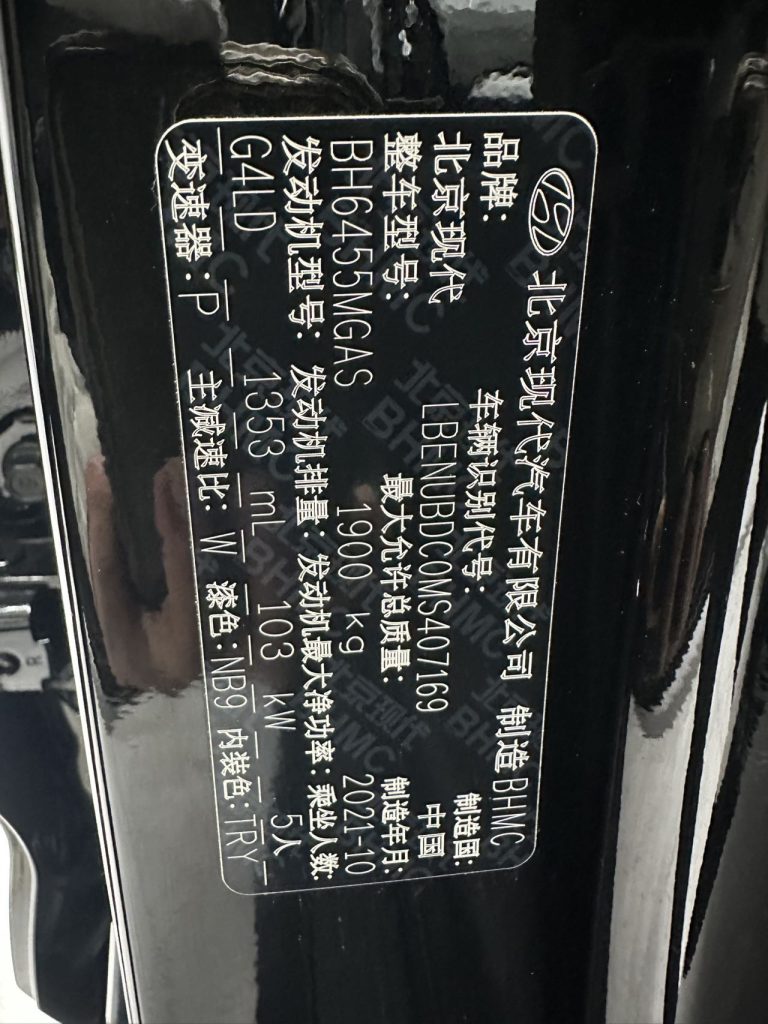 北京现代汽车有限公司 制造 BHMC
品牌: 车辆识别代号: 制造国:
北京现代 LBENUBDC0MS407169 中国
整车型号: 最大允许总质量: 制造年月:
BH6455MGAS 1900 kg 2021-10
发动机型号: 发动机排量: 发动机最大净功率: 乘坐人数:
G4LD 1353 mL 103 kW 5人
变速器: P 主减速比: W 漆色: NB9 内装色: TRY